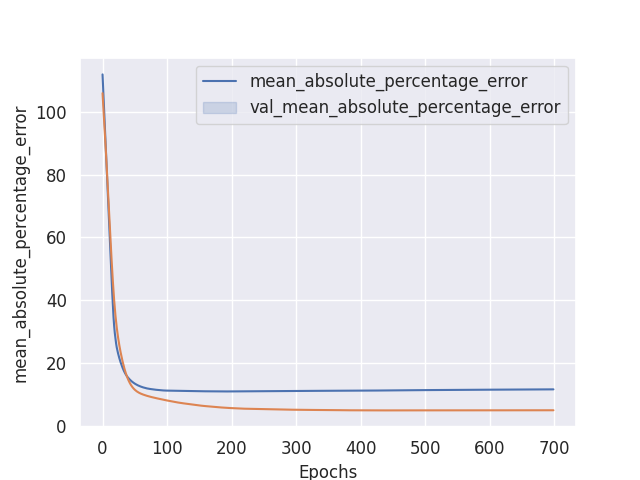 mean_absolute_percentage_error
val_mean_absolute_percentage_error
mean_absolute_percentage_error
100
80
60
40
20
0
0 100 200 300 400 500 600 700
Epochs